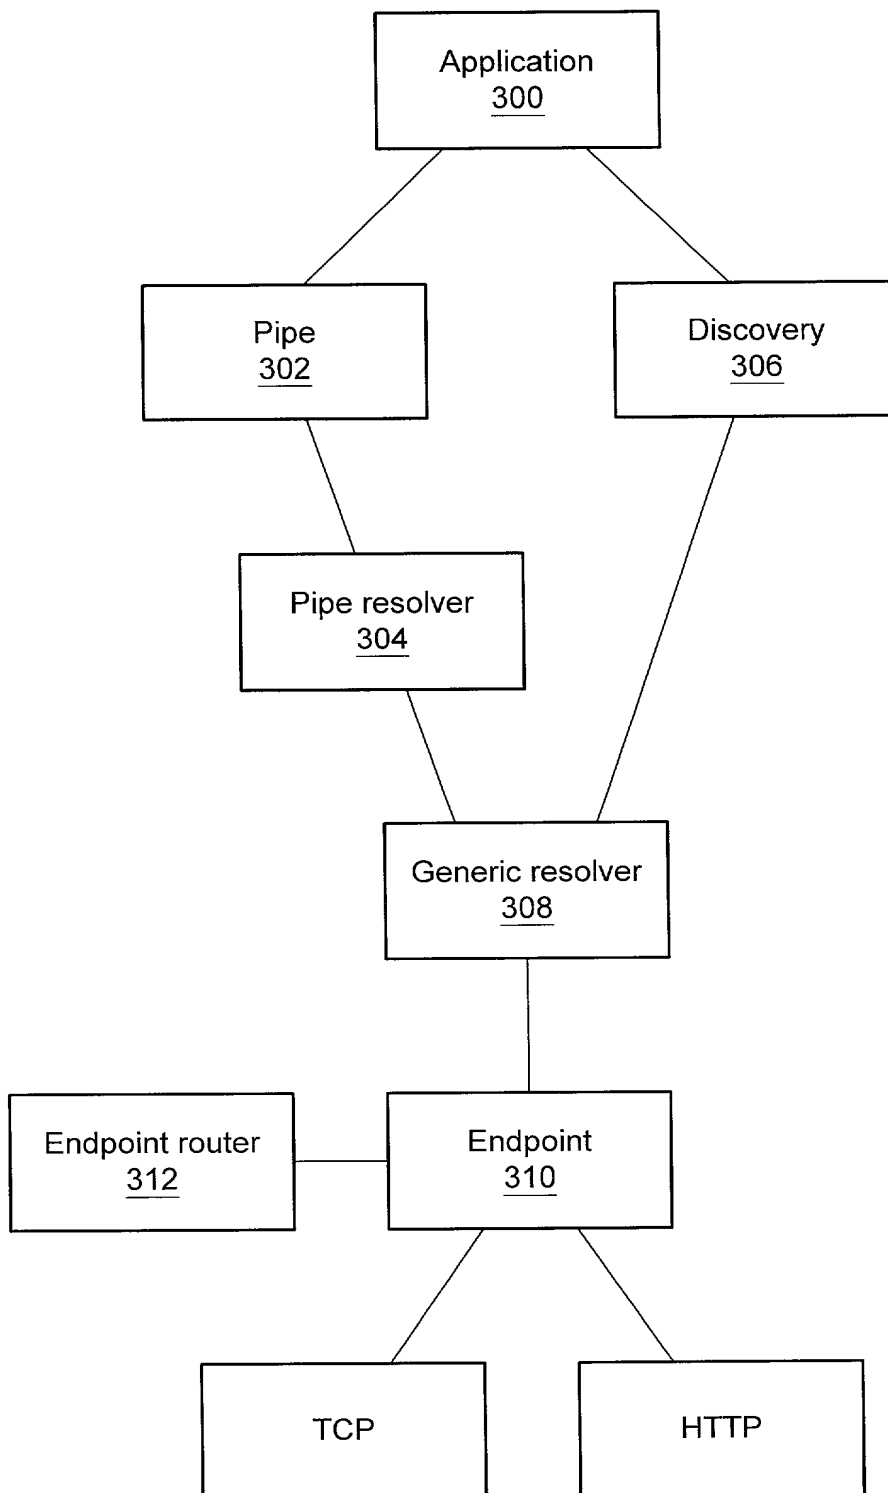 Application
300
Pipe
302
Discovery
306
Pipe resolver
304
Generic resolver
308
Endpoint router
312
Endpoint
310
TCP
HTTP